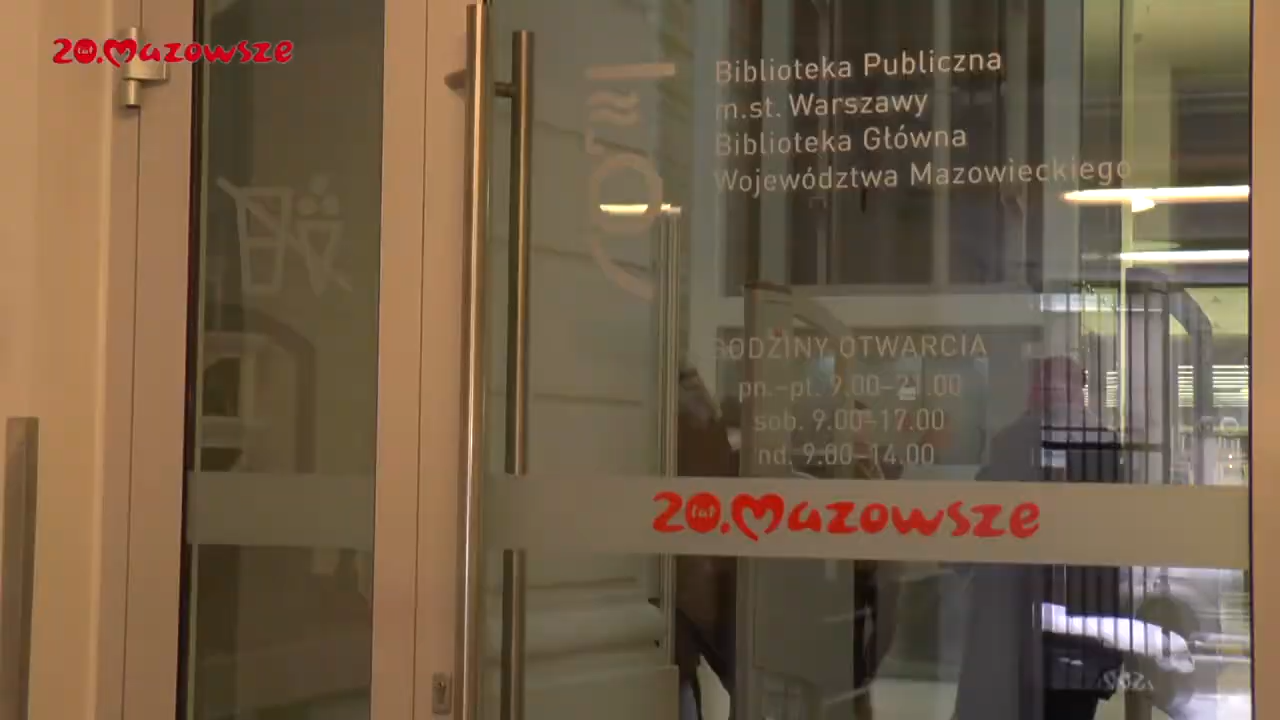 20 lat. Mazowsze
Biblioteka Publiczna
m.st. Warszawy
Biblioteka Główna
Województwa Mazowieckiego
GODZINY OTWARCIA
pn.–pt. 9.00–21.00
sob. 9.00–17.00
nd. 9.00–14.00
20 lat. Mazowsze